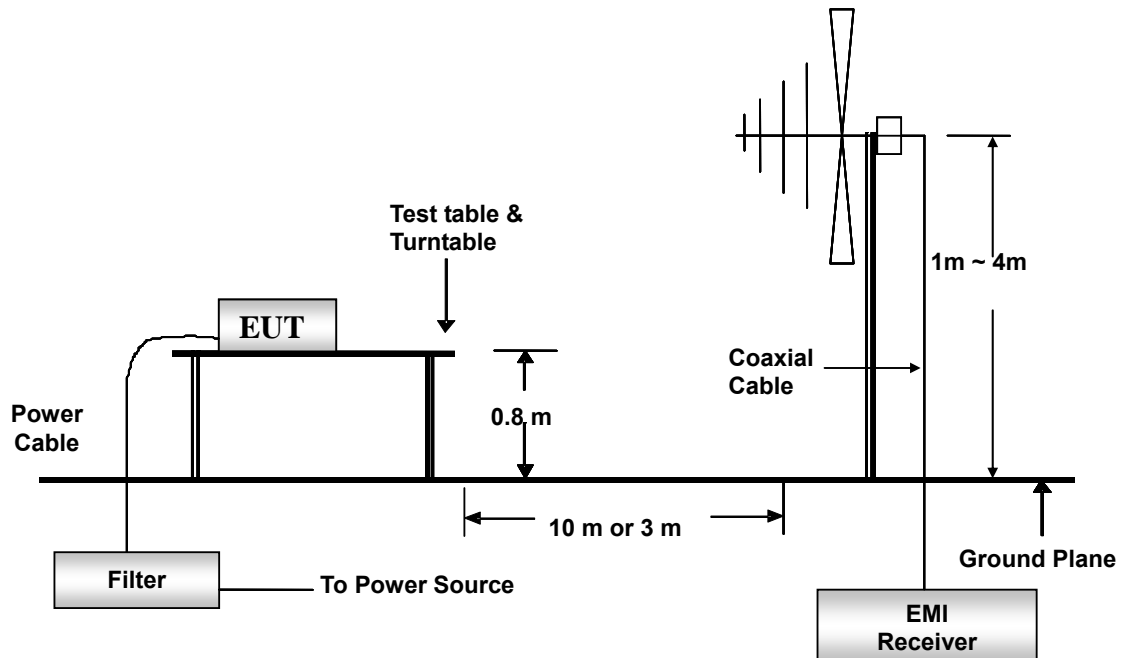 Test table &
Turntable
1m ~ 4m
EUT
Coaxial
Cable
0.8 m
Power
Cable
10 m or 3 m
Ground Plane
Filter
To Power Source
EMI
Receiver